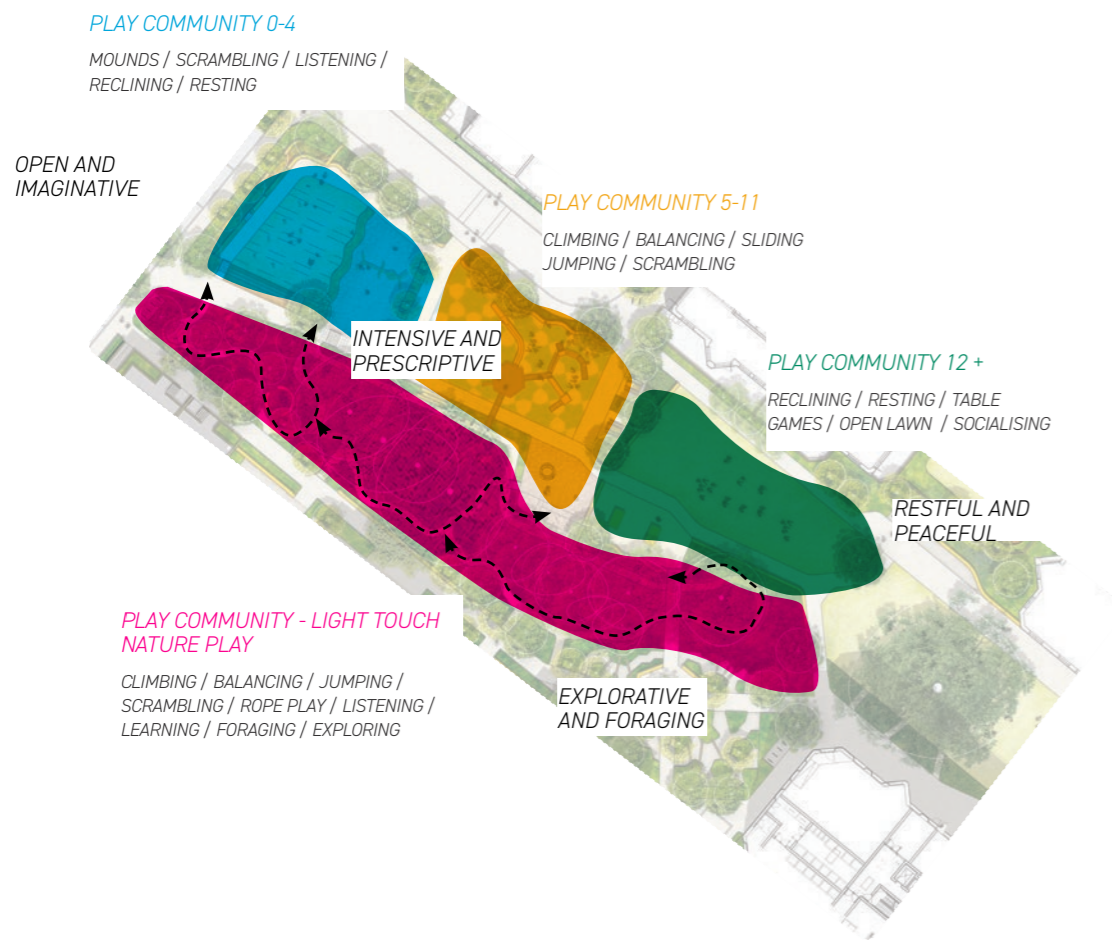 PLAY COMMUNITY 0-4
MOUNDS / SCRAMBLING / LISTENING /
RECLINING / RESTING
OPEN AND
IMAGINATIVE
PLAY COMMUNITY 5-11
CLIMBING / BALANCING / SLIDING
JUMPING / SCRAMBLING
INTENSIVE AND
PRESCRIPTIVE
PLAY COMMUNITY 12 +
RECLINING / RESTING / TABLE
GAMES / OPEN LAWN / SOCIALISING
RESTFUL AND
PEACEFUL
PLAY COMMUNITY - LIGHT TOUCH
NATURE PLAY
CLIMBING / BALANCING / JUMPING /
SCRAMBLING / ROPE PLAY / LISTENING /
LEARNING / FORAGING / EXPLORING
EXPLORATIVE
AND FORAGING